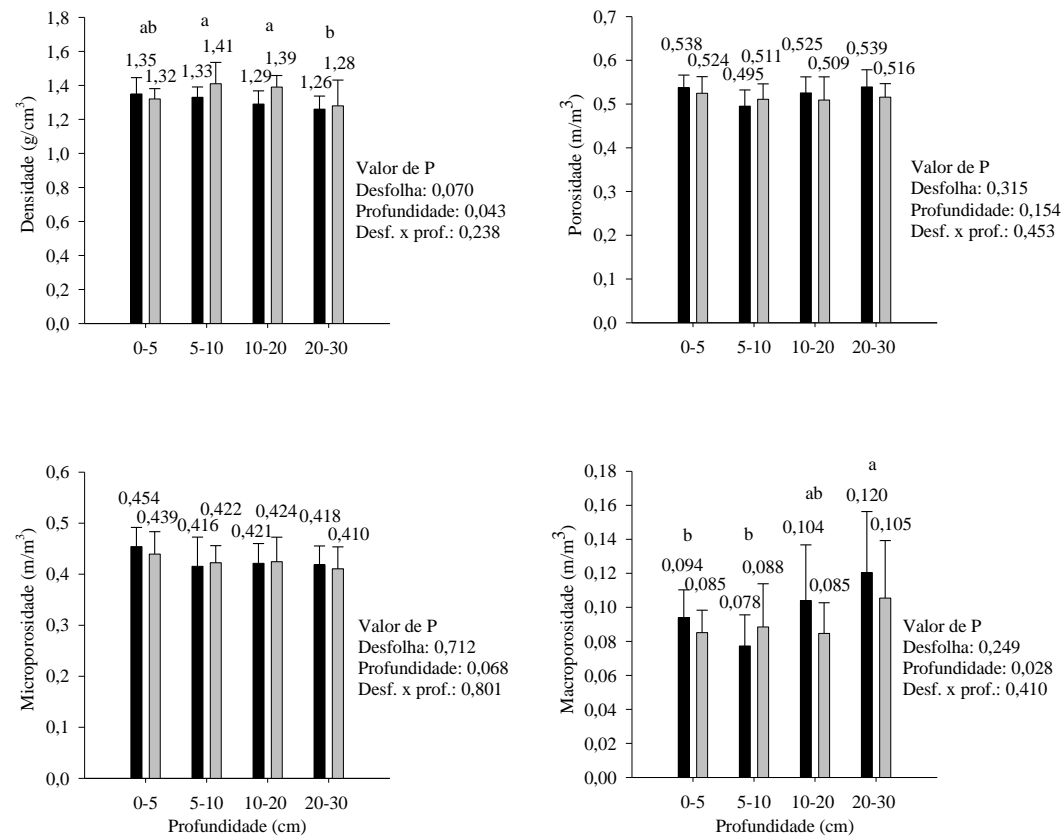 Densidade (g/cm³)
1,8
1,6
1,4
1,2
1,0
0,8
0,6
0,4
0,2
0,0
ab
a
a
b
1,35
1,32
1,33
1,41
1,29
1,39
1,26
1,28
Valor de P
Desfolha: 0,070
Profundidade: 0,043
Desf. x prof.: 0,238
0-5
5-10
10-20
20-30
Porosidade (m/m³)
0,7
0,6
0,5
0,4
0,3
0,2
0,1
0,0
0,538
0,524
0,495
0,511
0,525
0,509
0,539
0,516
Valor de P
Desfolha: 0,315
Profundidade: 0,154
Desf. x prof.: 0,453
0-5
5-10
10-20
20-30
Microporosidade (m/m³)
0,6
0,5
0,4
0,3
0,2
0,1
0,0
0,454
0,439
0,416
0,422
0,421
0,424
0,418
0,410
Valor de P
Desfolha: 0,712
Profundidade: 0,068
Desf. x prof.: 0,801
0-5
5-10
10-20
20-30
Profundidade (cm)
Macroporosidade (m/m³)
0,18
0,16
0,14
0,12
0,10
0,08
0,06
0,04
0,02
0,00
b
b
ab
a
0,094
0,085
0,078
0,088
0,104
0,085
0,120
0,105
Valor de P
Desfolha: 0,249
Profundidade: 0,028
Desf. x prof.: 0,410
0-5
5-10
10-20
20-30
Profundidade (cm)